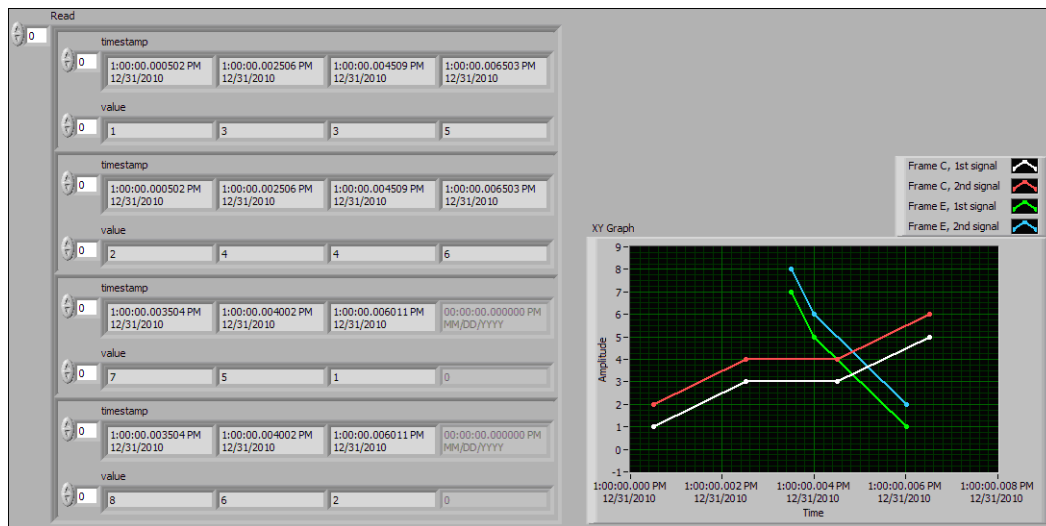 Read
0
timestamp
0
1:00:00.000502 PM 1:00:00.002506 PM 1:00:00.004509 PM 1:00:00.006503 PM
12/31/2010 12/31/2010 12/31/2010 12/31/2010
value
0 1 3 3 5
timestamp
0
1:00:00.000502 PM 1:00:00.002506 PM 1:00:00.004509 PM 1:00:00.006503 PM
12/31/2010 12/31/2010 12/31/2010 12/31/2010
value
0 2 4 4 6
timestamp
0
1:00:00.003504 PM 1:00:00.004002 PM 1:00:00.006011 PM 00:00:00.000000 PM
12/31/2010 12/31/2010 12/31/2010 MM/DD/YYYY
value
0 7 5 1 0
timestamp
0
1:00:00.003504 PM 1:00:00.004002 PM 1:00:00.006011 PM 00:00:00.000000 PM
12/31/2010 12/31/2010 12/31/2010 MM/DD/YYYY
value
0 8 6 2 0
Frame C, 1st signal
Frame C, 2nd signal
Frame E, 1st signal
Frame E, 2nd signal
XY Graph
Amplitude
9
8
7
6
5
4
3
2
1
0
-1
1:00:00.000 PM 1:00:00.002 PM 1:00:00.004 PM 1:00:00.006 PM 1:00:00.008 PM
12/31/2010 12/31/2010 12/31/2010 12/31/2010 12/31/2010
Time